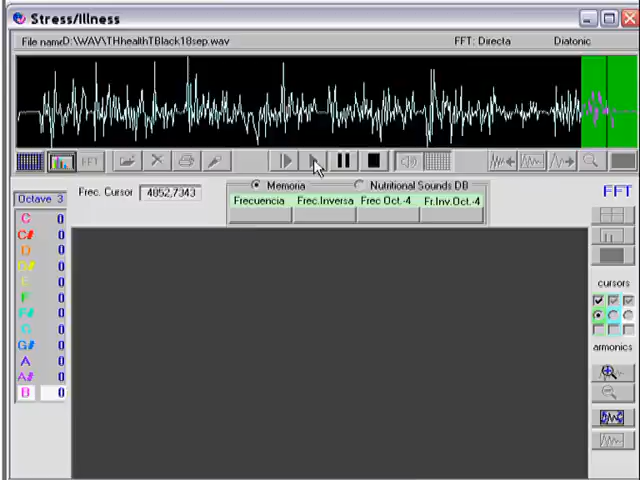 Stress/Illness
File nameD:\WAV\THhealthTBlack18sep.wav FFT: Directa Diatonic
FFT
Octave 3 Frec. Cursor 4852,7343 Memoria Nutritional Sounds DB FFT
Frecuencia Frec.Inversa Frec Oct.-4 Fr.Inv.Oct.-4
C 0
C# 0
D 0
D# 0
E 0
F 0
F# 0
G 0
G# 0
A 0
A# 0
B 0
cursors
armonics